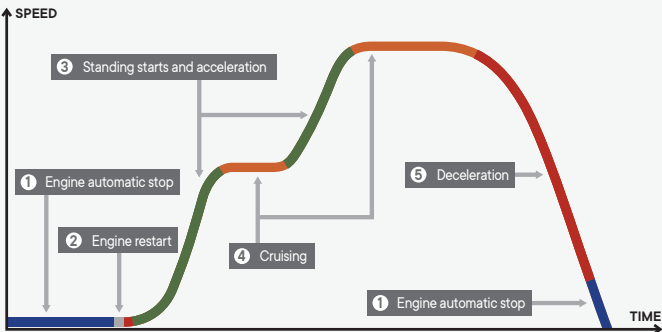 SPEED
3 Standing starts and acceleration
1 Engine automatic stop
2 Engine restart
4 Cruising
5 Deceleration
1 Engine automatic stop
TIME